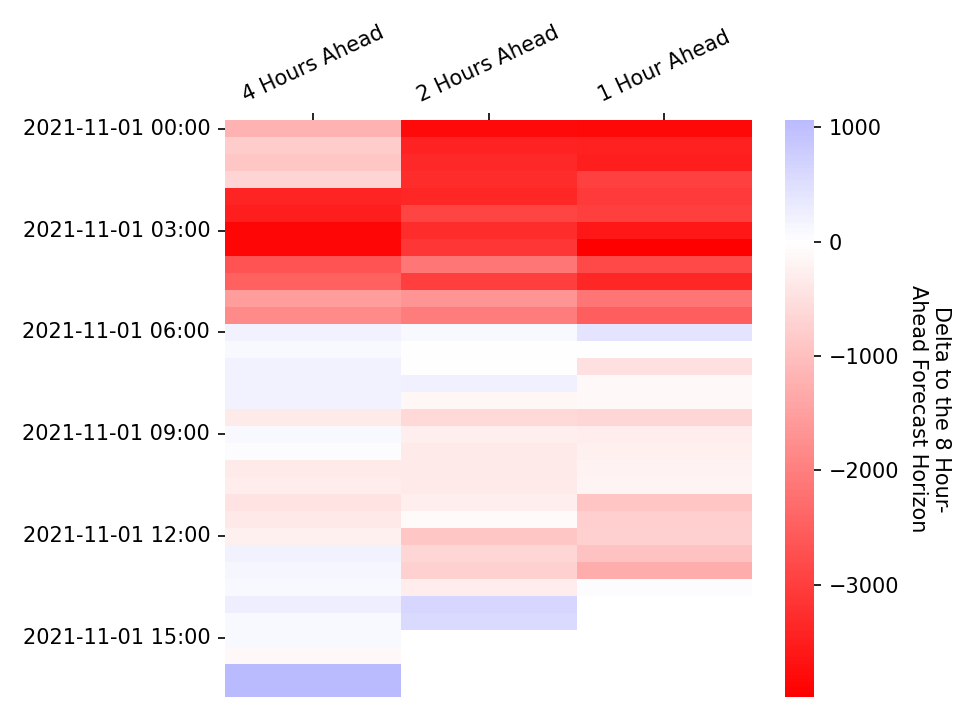 4 Hours Ahead
2 Hours Ahead
1 Hour Ahead
2021-11-01 00:00
2021-11-01 03:00
2021-11-01 06:00
2021-11-01 09:00
2021-11-01 12:00
2021-11-01 15:00
1000
0
−1000
−2000
−3000
Delta to the 8 Hour-
Ahead Forecast Horizon